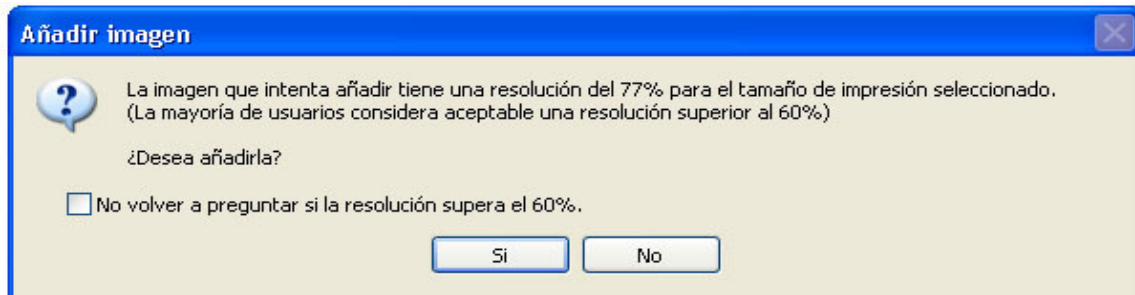 Añadir imagen
La imagen que intenta añadir tiene una resolución del 77% para el tamaño de impresión seleccionado.
(La mayoría de usuarios considera aceptable una resolución superior al 60%)
¿Desea añadirla?
No volver a preguntar si la resolución supera el 60%.
Si No